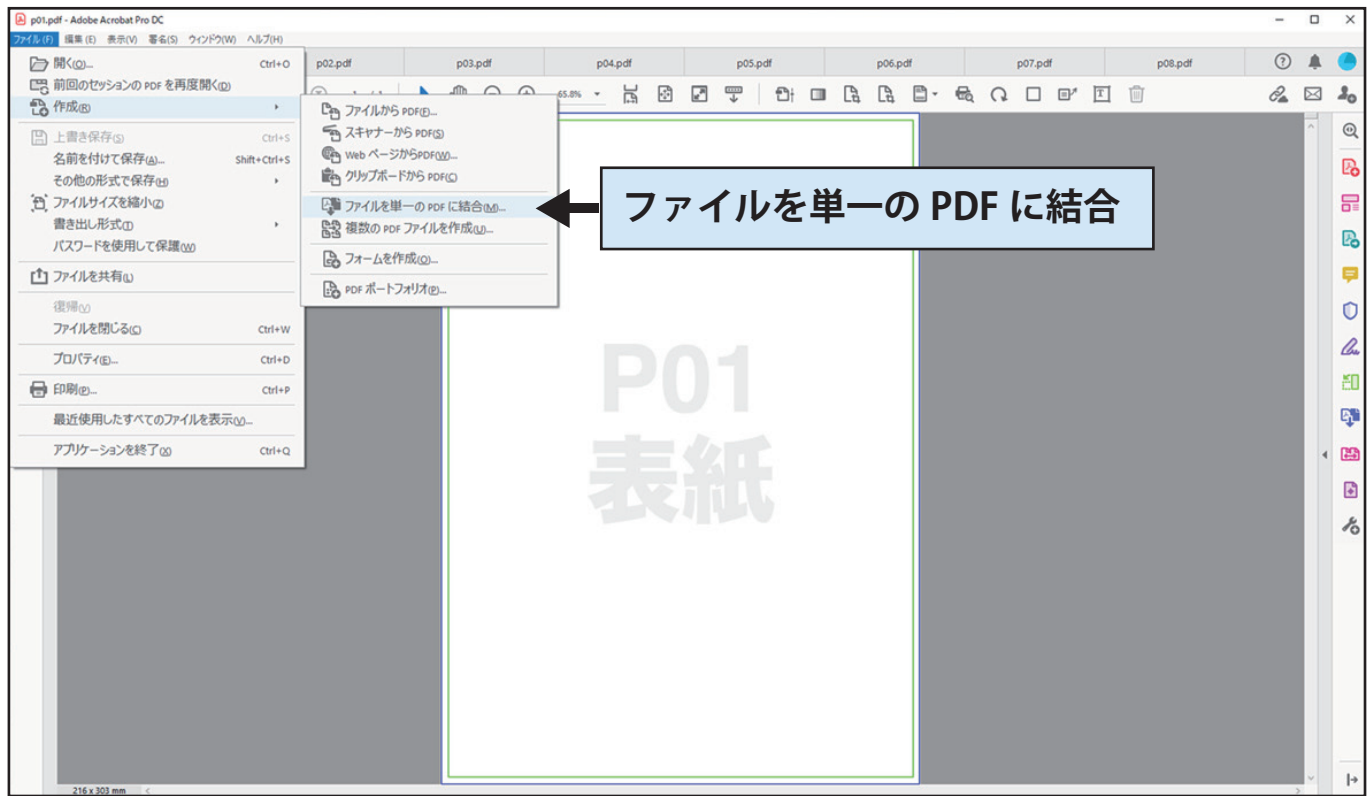 p01.pdf - Adobe Acrobat Pro DC
ファイル(F) 編集(E) 表示(V) 署名(S) ウィンドウ(W) ヘルプ(H)
p02.pdf p03.pdf p04.pdf p05.pdf p06.pdf p07.pdf p08.pdf
65.8%
開く(O)... Ctrl+O
前回のセッションの PDF を再度開く(D)
作成(R)
上書き保存(S) Ctrl+S
名前を付けて保存(A)... Shift+Ctrl+S
その他の形式で保存(H)
ファイルサイズを縮小(Z)
書き出し形式(T)
パスワードを使用して保護(W)
ファイルを共有(L)
復帰(V)
ファイルを閉じる(C) Ctrl+W
プロパティ(E)... Ctrl+D
印刷(P)... Ctrl+P
最近使用したすべてのファイルを表示(V)...
アプリケーションを終了(X) Ctrl+Q
ファイルから PDF(F)...
スキャナーから PDF(S)
Web ページからPDF(W)...
クリップボードから PDF(C)
ファイルを単一の PDF に結合(M)...
複数の PDF ファイルを作成(U)...
フォームを作成(O)...
PDF ポートフォリオ(P)...
ファイルを単一の PDF に結合
P01
表紙
216 x 303 mm